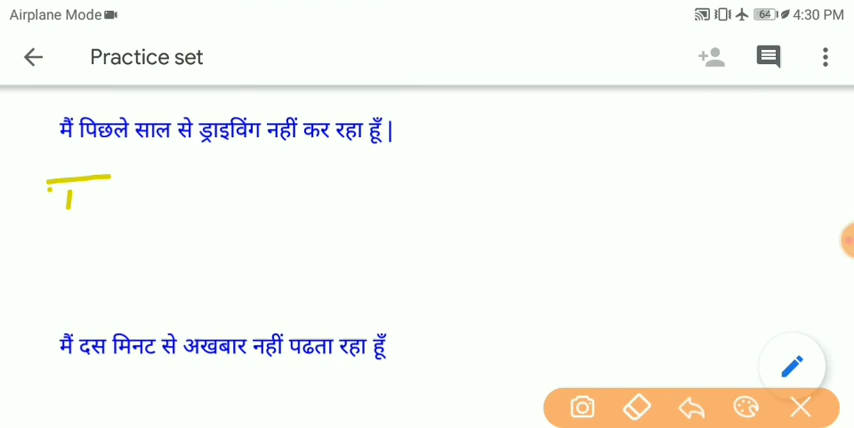 Airplane Mode
64 4:30 PM
Practice set
मैं पिछले साल से ड्राइविंग नहीं कर रहा हूँ |
मैं दस मिनट से अखबार नहीं पढता रहा हूँ